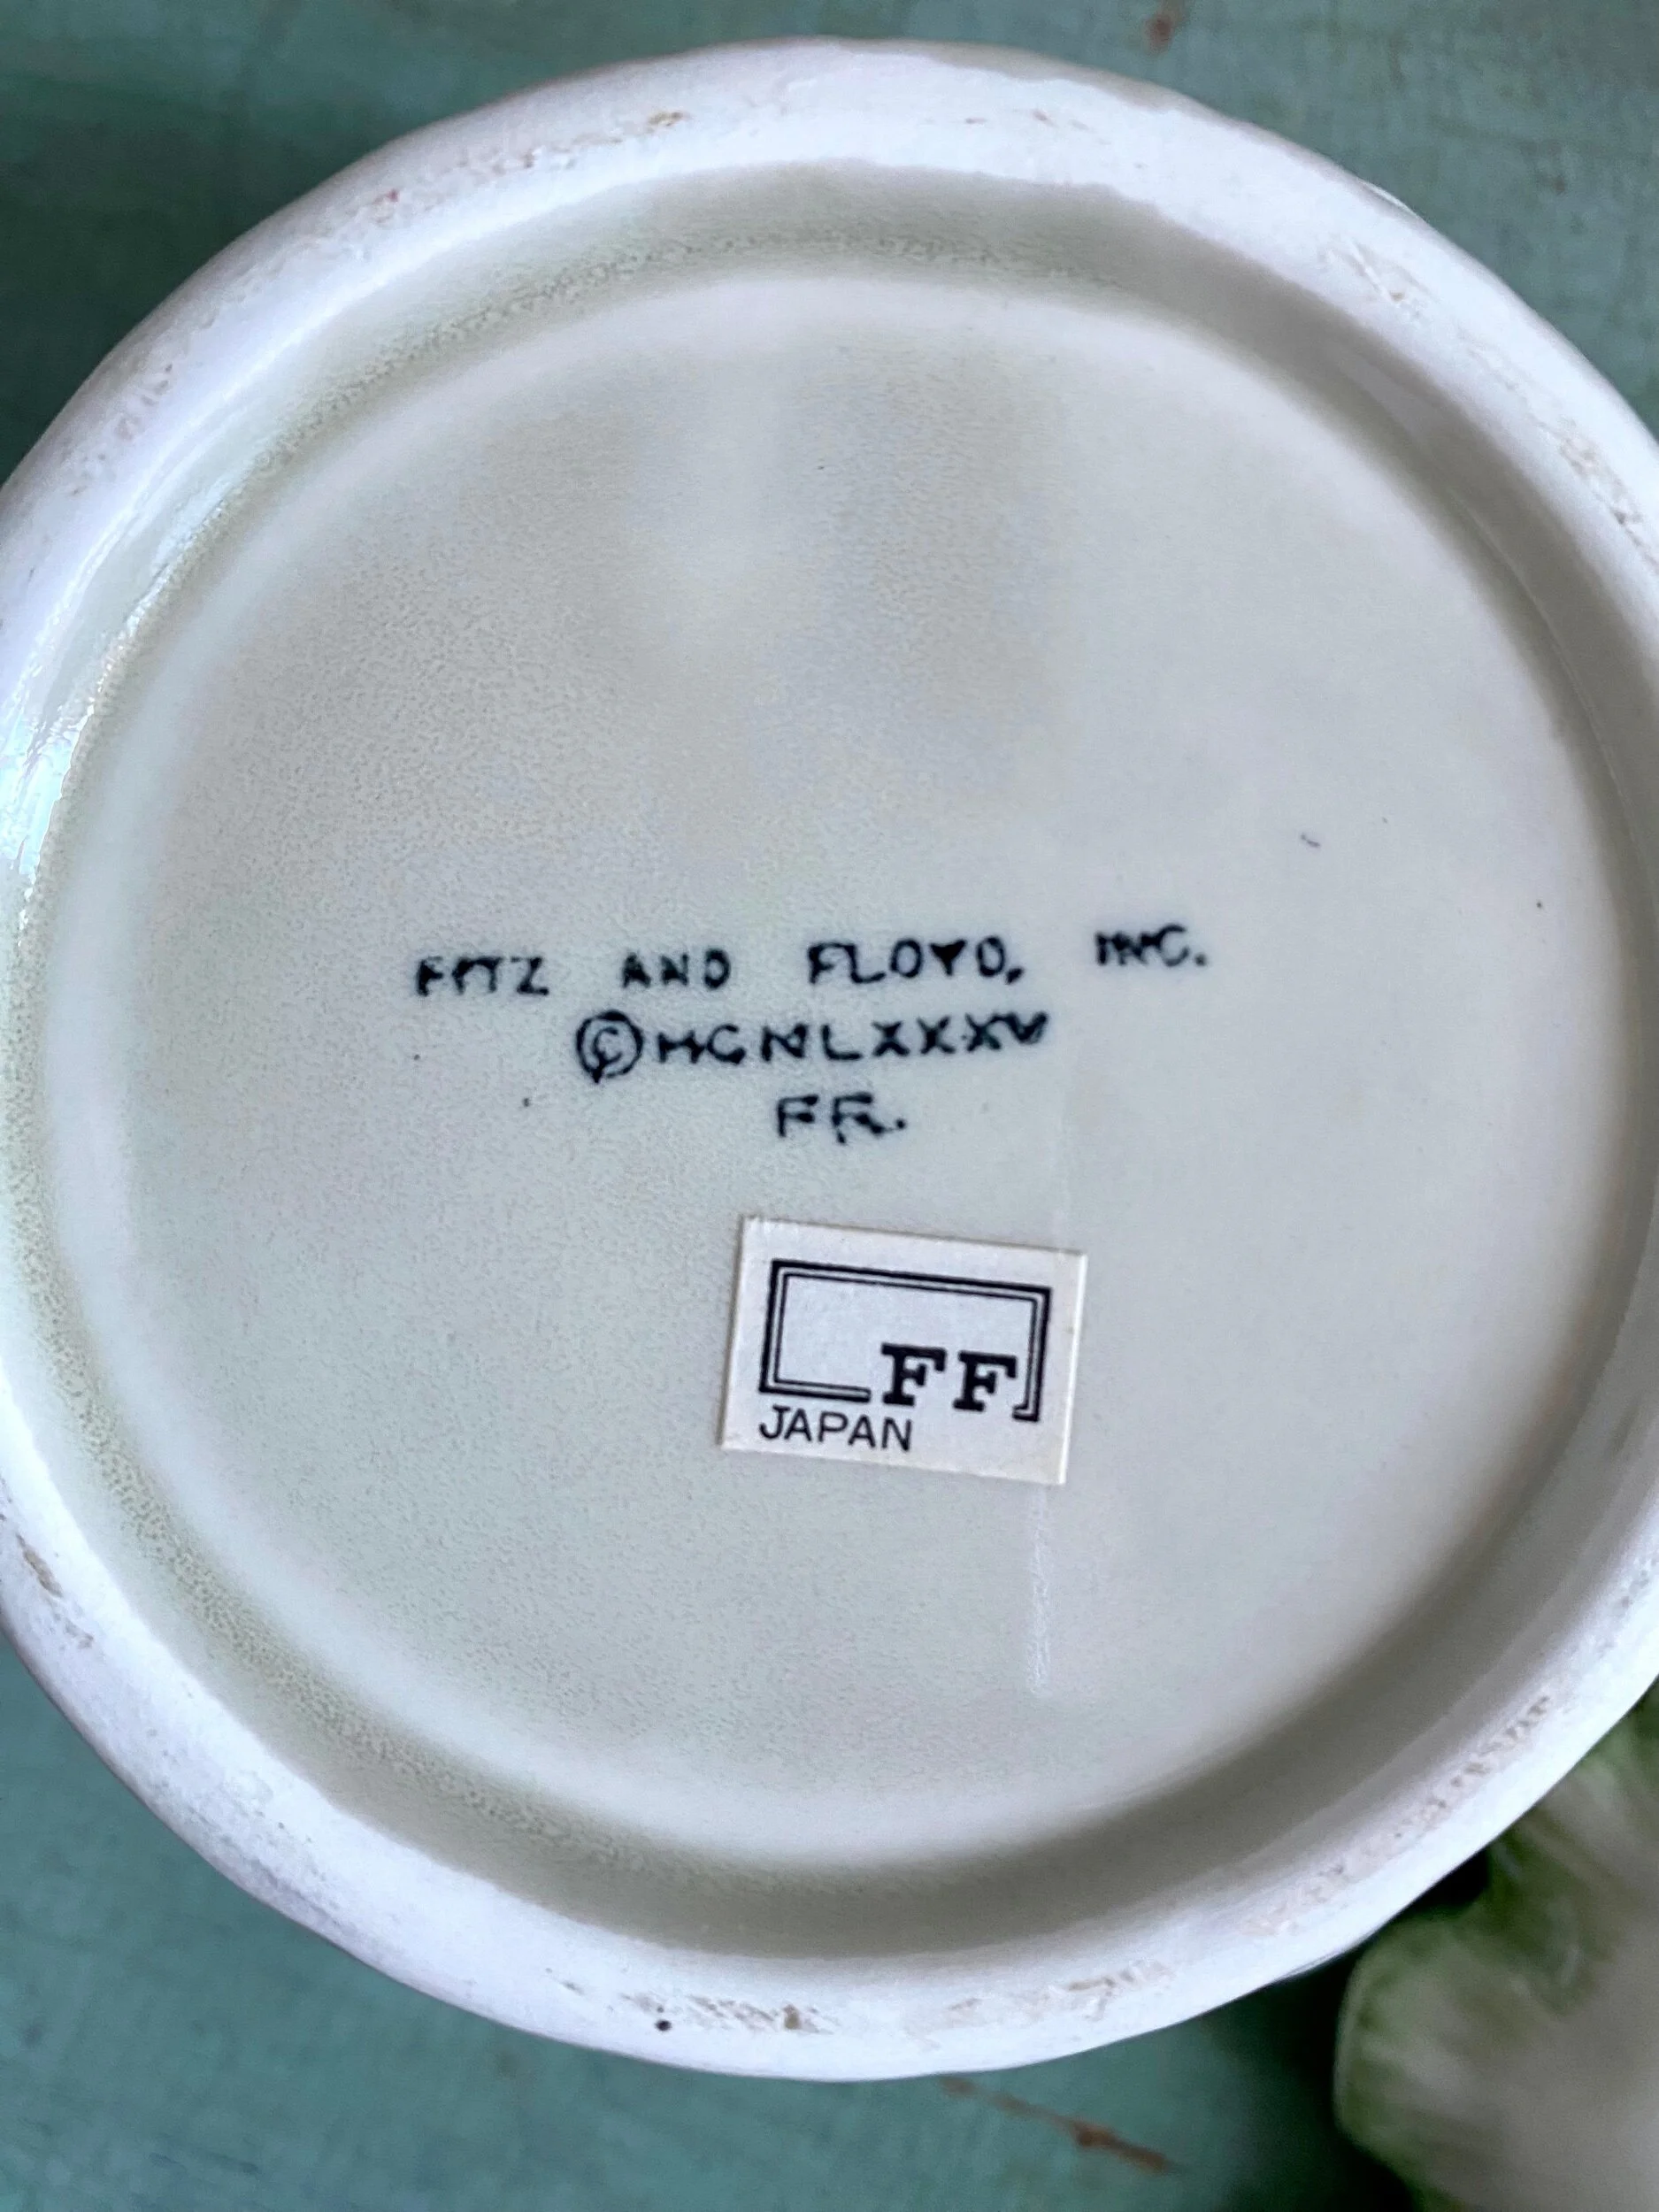 FITZ AND FLOYD, INC.
©MCMLXXXV
FF.
FF
JAPAN